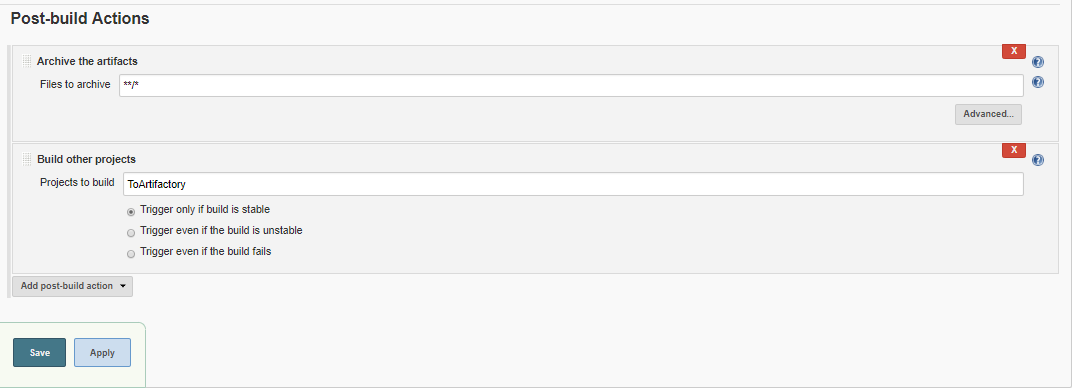 Post-build Actions
X
Archive the artifacts
?
Files to archive **/*
?
Advanced...
X
Build other projects
?
Projects to build ToArtifactory
Trigger only if build is stable
Trigger even if the build is unstable
Trigger even if the build fails
Add post-build action
Save Apply